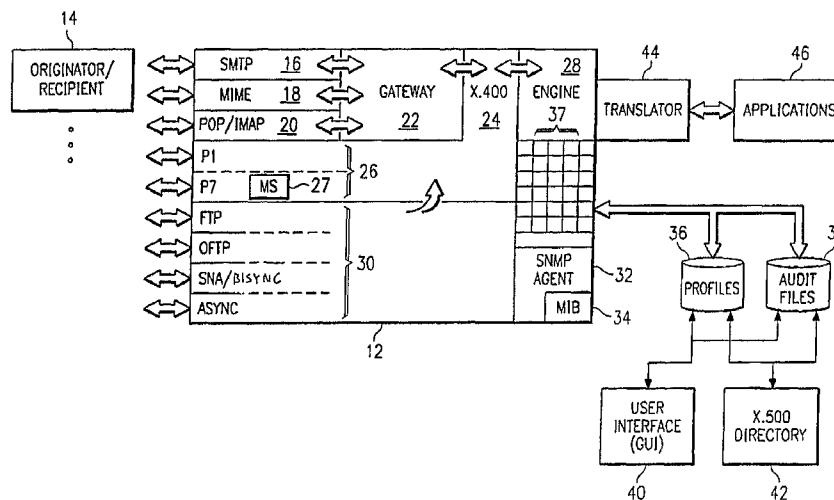 14
ORIGINATOR/
RECIPIENT
SMTP 16
MIME 18
POP/IMAP 20
GATEWAY
22
X.400
24
28
ENGINE
37
44
TRANSLATOR
46
APPLICATIONS
P1
P7 MS 27
26
FTP
OFTP
SNA/BISYNC
ASYNC
30
SNMP
AGENT
32
MIB
34
12
36
PROFILES
AUDIT
FILES
USER
INTERFACE
(GUI)
40
X.500
DIRECTORY
42